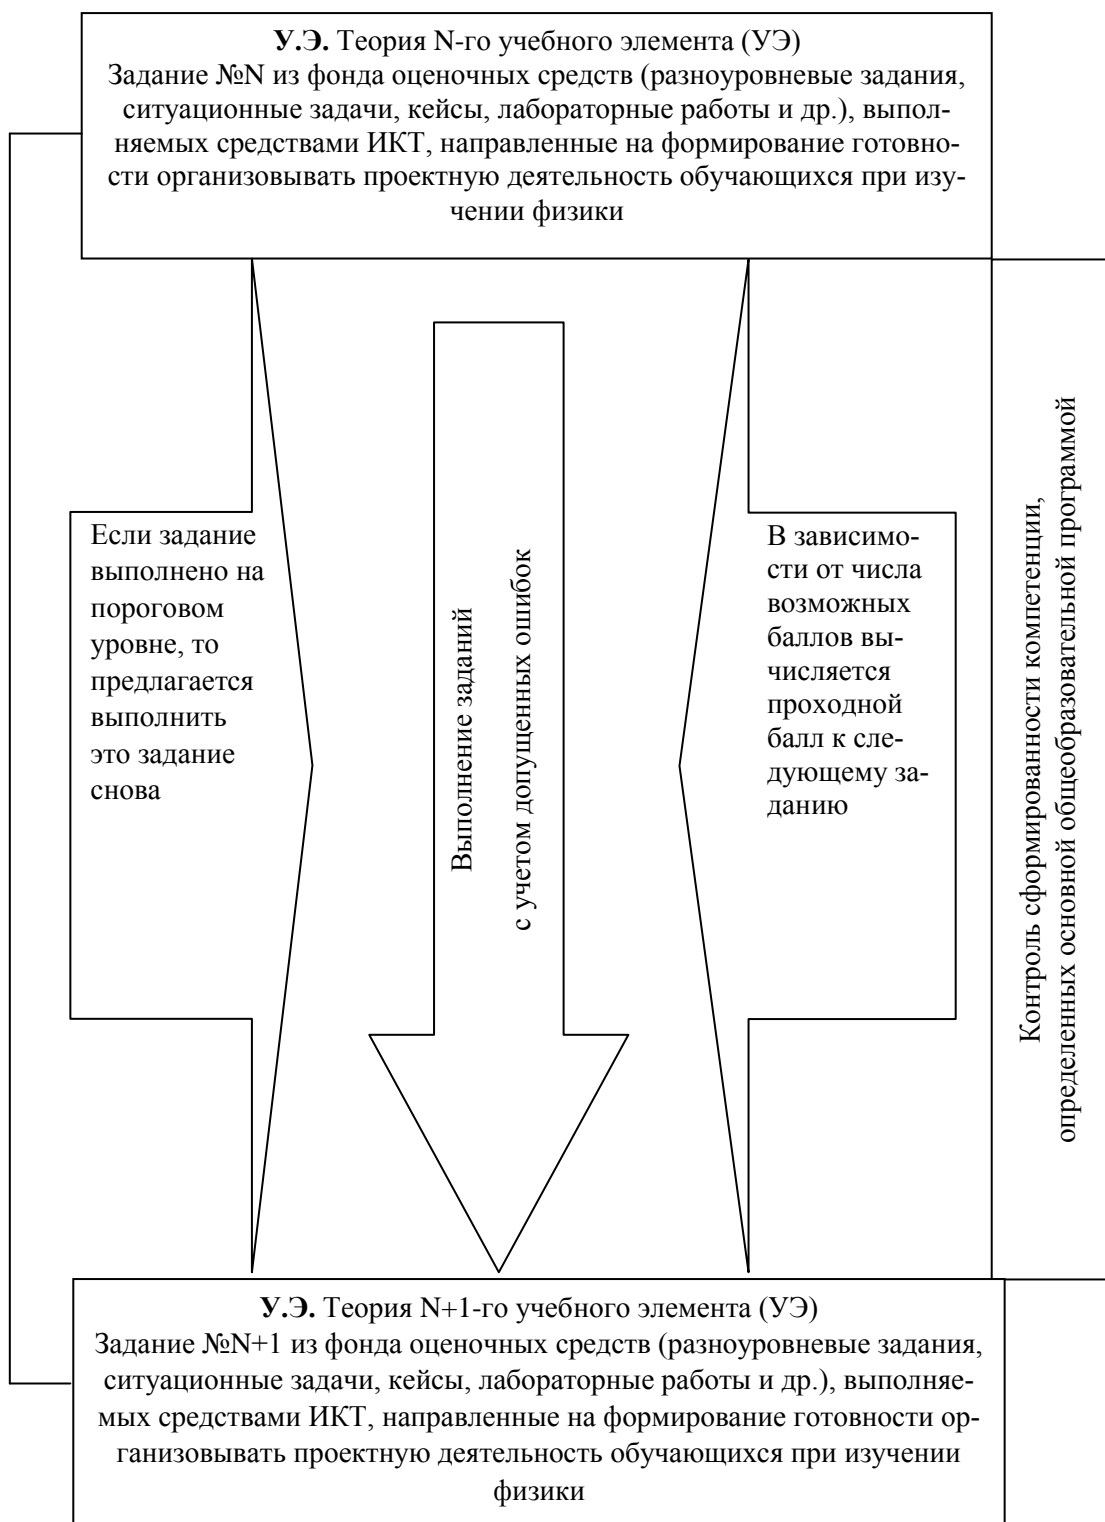 У.Э. Теория N-го учебного элемента (УЭ)
Задание №N из фонда оценочных средств (разноуровневые задания,
ситуационные задачи, кейсы, лабораторные работы и др.), выпол-
няемых средствами ИКТ, направленные на формирование готовно-
сти организовывать проектную деятельность обучающихся при изу-
чении физики
Если задание
выполнено на
пороговом
уровне, то
предлагается
выполнить
это задание
снова
Выполнение заданий
с учетом допущенных ошибок
В зависимо-
сти от числа
возможных
баллов вы-
числяется
проходной
балл к сле-
дующему за-
данию
Контроль сформированности компетенции,
определенных основной общеобразовательной программой
У.Э. Теория N+1-го учебного элемента (УЭ)
Задание №N+1 из фонда оценочных средств (разноуровневые задания,
ситуационные задачи, кейсы, лабораторные работы и др.), выполняе-
мых средствами ИКТ, направленные на формирование готовности ор-
ганизовывать проектную деятельность обучающихся при изучении
физики